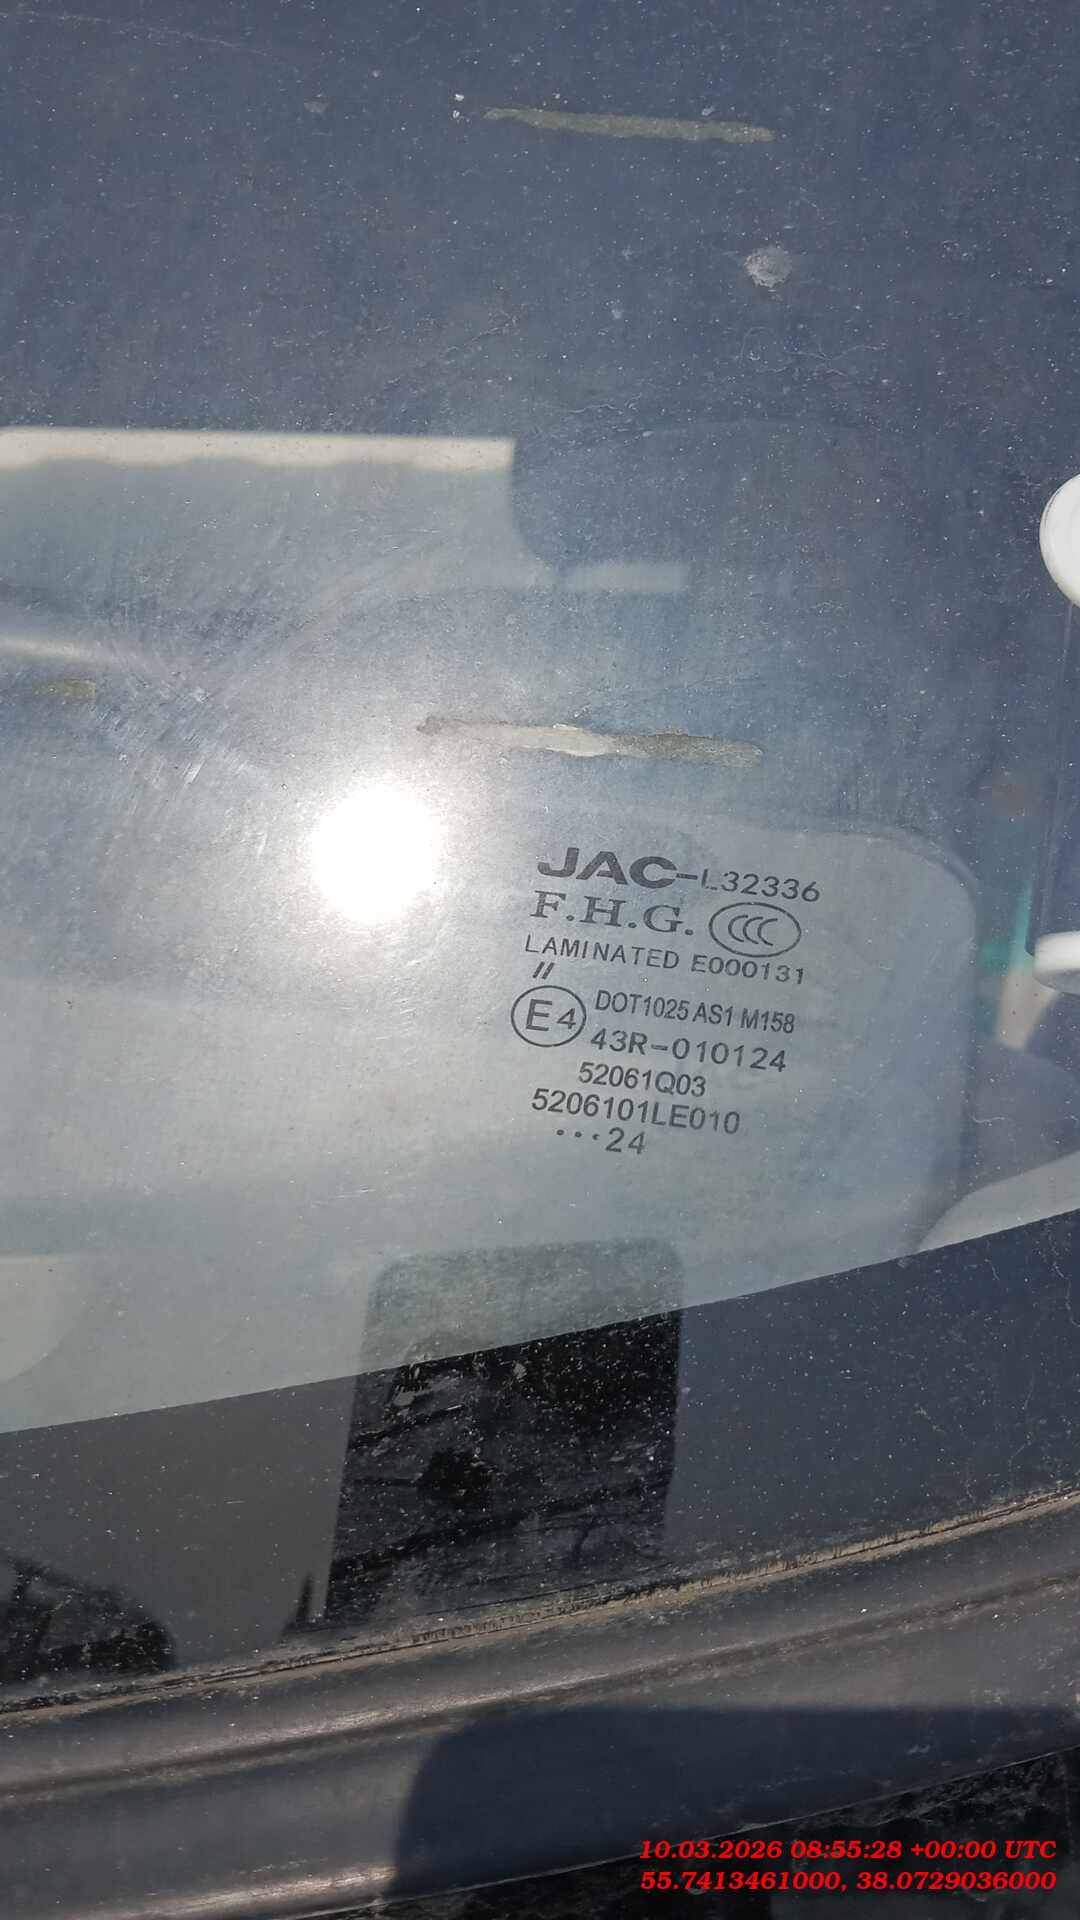 JAC-L32336
F.H.G. CCC
LAMINATED E000131
//
E4 DOT1025 AS1 M158
43R-010124
52061Q03
5206101LE010
...24
10.03.2026 08:55:28 +00:00 UTC
55.7413461000, 38.0729036000